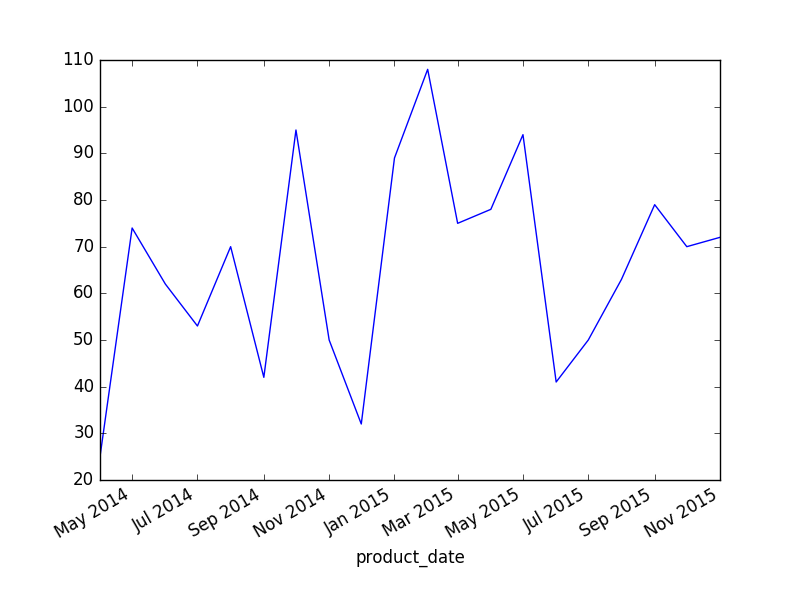 110
100
90
80
70
60
50
40
30
20
May 2014
Jul 2014
Sep 2014
Nov 2014
Jan 2015
Mar 2015
May 2015
Jul 2015
Sep 2015
Nov 2015
product_date